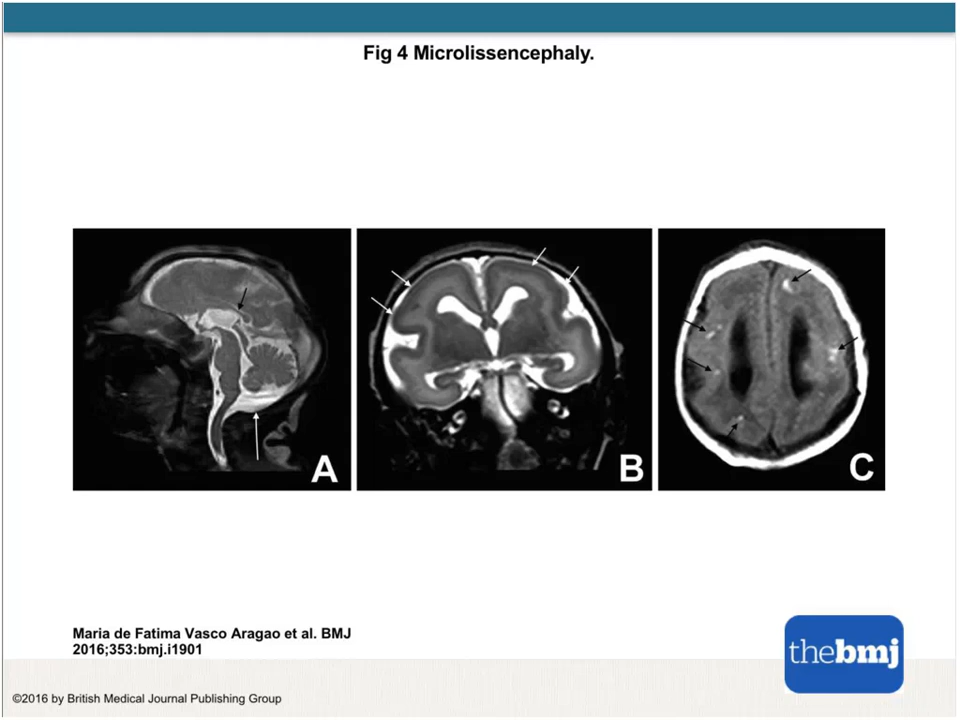 Fig 4 Microlissencephaly.
A
B
C
Maria de Fatima Vasco Aragao et al. BMJ
2016;353:bmj.i1901
thebmj
©2016 by British Medical Journal Publishing Group